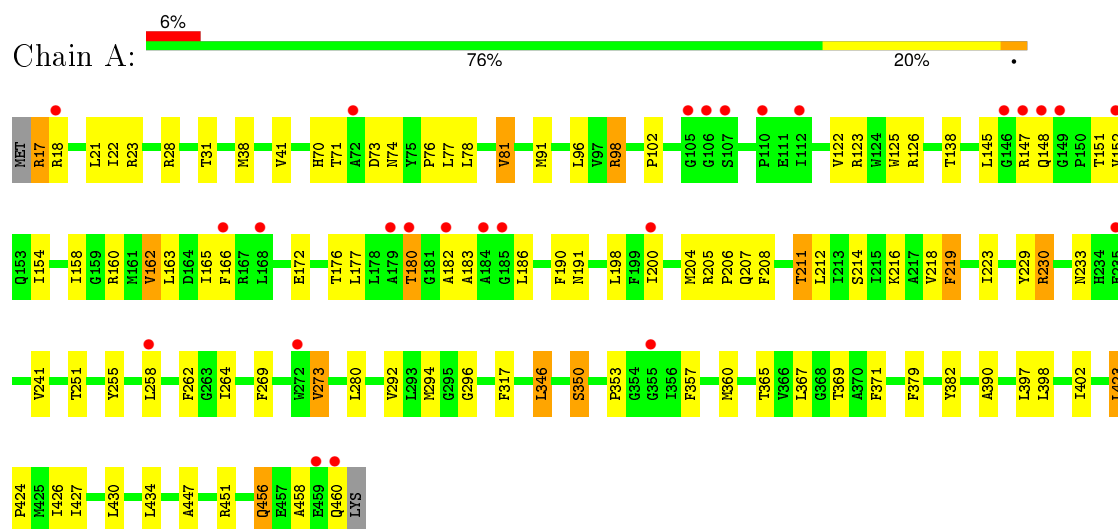 6%
Chain A:
76% 20% •
MET R17 R18 L21 I22 R23 R28 T31 M38 V41 H70 T71 A72 D73 N74 Y75 P76 L77 L78 V81 M91 L96 V97 R98 P102 G105 G106 S107 P110 E111 I112 V122 R123 W124 W125 R126 T138 L145 G146 R147 Q148 G149 P150 T151 V152
Q153 I154 I158 G159 R160 M161 V162 L163 D164 I165 F166 R167 L168 E172 T176 L177 L178 A179 T180 G181 A182 A183 A184 G185 L186 F190 N191 L198 F199 I200 M204 R205 P206 Q207 F208 T211 L212 I213 S214 I215 K216 A217 V218 F219 I223 Y229 R230 N233 H234 E235
V241 T251 Y255 L258 F262 G263 I264 F269 W272 V273 L280 V292 L293 M294 G295 G296 F317 L346 S350 P353 G354 G355 I356 F357 M360 T365 V366 L367 G368 T369 A370 F371 F379 Y382 A390 L397 L398 I402 L423
P424 M425 I426 I427 L430 L434 A447 R451 Q456 E457 A458 E459 Q460 LYS